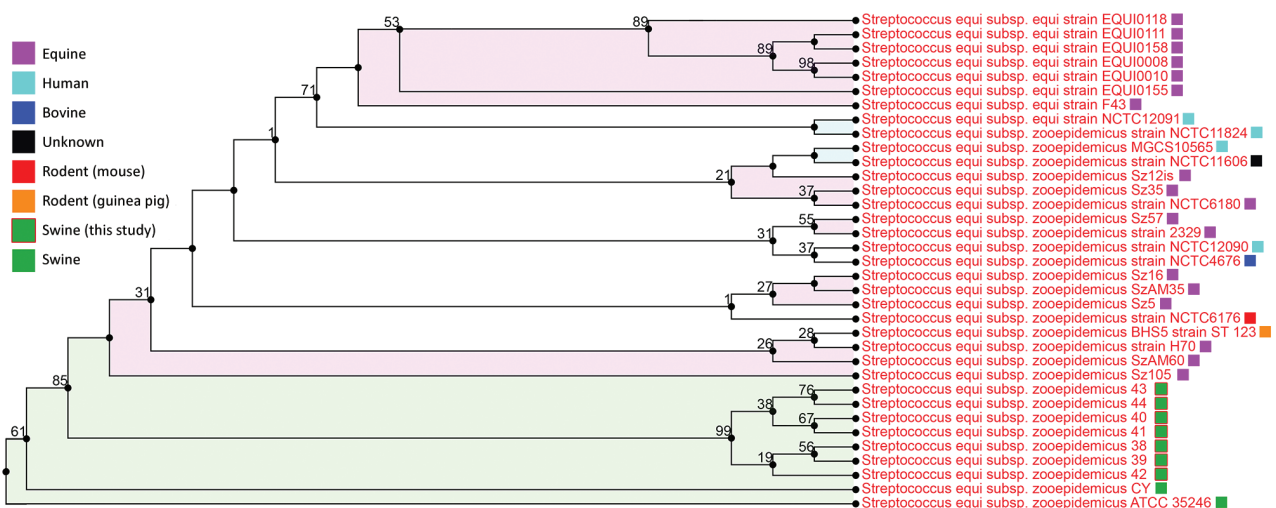 Equine
Human
Bovine
Unknown
Rodent (mouse)
Rodent (guinea pig)
Swine (this study)
Swine
53
89
89
98
71
1
21
37
55
31
37
27
1
31
28
26
85
76
38
67
99
56
19
61
Streptococcus equi subsp. equi strain EQUI0118
Streptococcus equi subsp. equi strain EQUI0111
Streptococcus equi subsp. equi strain EQUI0158
Streptococcus equi subsp. equi strain EQUI0008
Streptococcus equi subsp. equi strain EQUI0010
Streptococcus equi subsp. equi strain EQUI0155
Streptococcus equi subsp. equi strain F43
Streptococcus equi subsp. equi strain NCTC12091
Streptococcus equi subsp. zooepidemicus strain NCTC11824
Streptococcus equi subsp. zooepidemicus MGCS10565
Streptococcus equi subsp. zooepidemicus strain NCTC11606
Streptococcus equi subsp. zooepidemicus Sz12is
Streptococcus equi subsp. zooepidemicus Sz35
Streptococcus equi subsp. zooepidemicus strain NCTC6180
Streptococcus equi subsp. zooepidemicus Sz57
Streptococcus equi subsp. zooepidemicus strain 2329
Streptococcus equi subsp. zooepidemicus strain NCTC12090
Streptococcus equi subsp. zooepidemicus strain NCTC4676
Streptococcus equi subsp. zooepidemicus Sz16
Streptococcus equi subsp. zooepidemicus SzAM35
Streptococcus equi subsp. zooepidemicus Sz5
Streptococcus equi subsp. zooepidemicus strain NCTC6176
Streptococcus equi subsp. zooepidemicus BHS5 strain ST 123
Streptococcus equi subsp. zooepidemicus strain H70
Streptococcus equi subsp. zooepidemicus SzAM60
Streptococcus equi subsp. zooepidemicus Sz105
Streptococcus equi subsp. zooepidemicus 43
Streptococcus equi subsp. zooepidemicus 44
Streptococcus equi subsp. zooepidemicus 40
Streptococcus equi subsp. zooepidemicus 41
Streptococcus equi subsp. zooepidemicus 38
Streptococcus equi subsp. zooepidemicus 39
Streptococcus equi subsp. zooepidemicus 42
Streptococcus equi subsp. zooepidemicus CY
Streptococcus equi subsp. zooepidemicus ATCC 35246